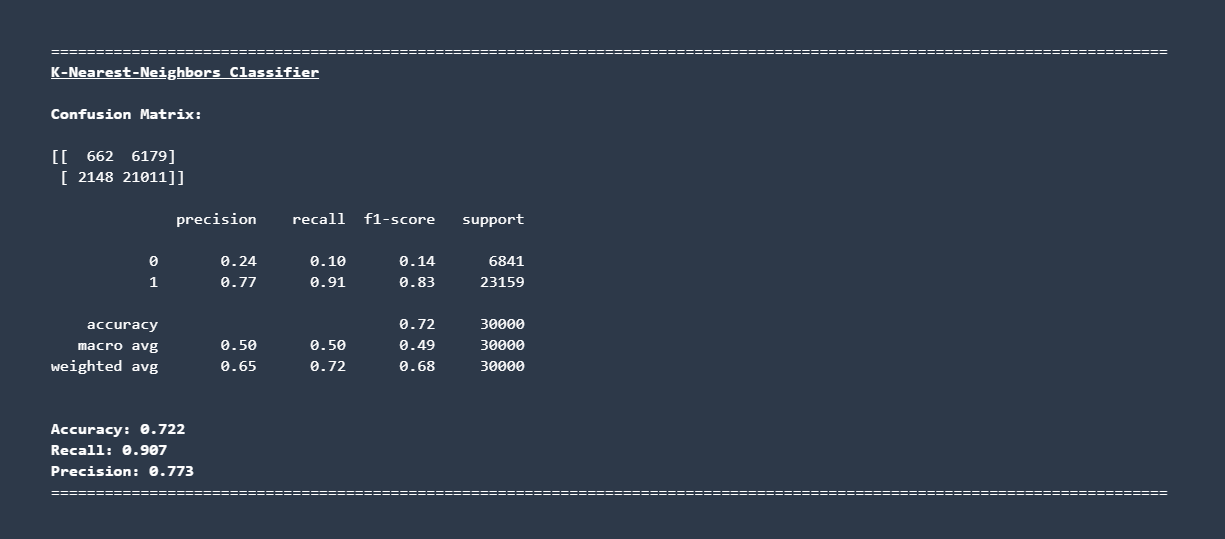 =============================================================================================================================
K-Nearest-Neighbors Classifier
Confusion Matrix:
[[  662  6179]
 [ 2148 21011]]
              precision    recall  f1-score   support
           0       0.24      0.10      0.14      6841
           1       0.77      0.91      0.83     23159
    accuracy                           0.72     30000
   macro avg       0.50      0.50      0.49     30000
weighted avg       0.65      0.72      0.68     30000
Accuracy: 0.722
Recall: 0.907
Precision: 0.773
=============================================================================================================================